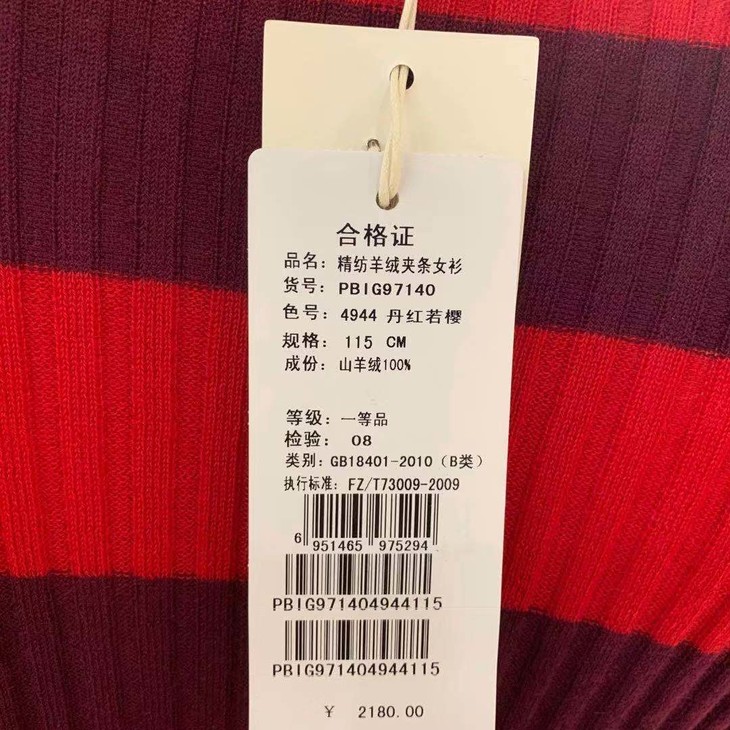 合格证
品名: 精纺羊绒夹条女衫
货号: PBIG97140
色号: 4944 丹红若樱
规格: 115 CM
成份: 山羊绒100%
等级: 一等品
检验: 08
类别: GB18401-2010（B类）
执行标准: FZ/T73009-2009
6 951465 975294
PBIG971404944115
PBIG971404944115
¥ 2180.00